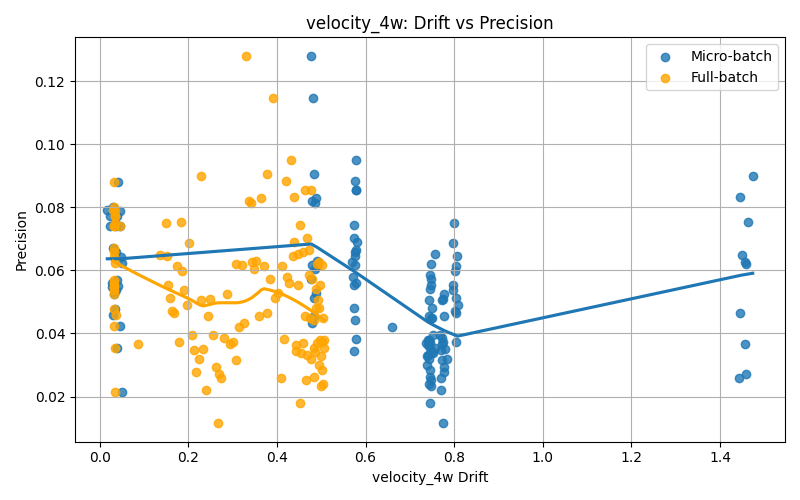 velocity_4w: Drift vs Precision
Micro-batch
Full-batch
Precision
0.12
0.10
0.08
0.06
0.04
0.02
0.0 0.2 0.4 0.6 0.8 1.0 1.2 1.4
velocity_4w Drift